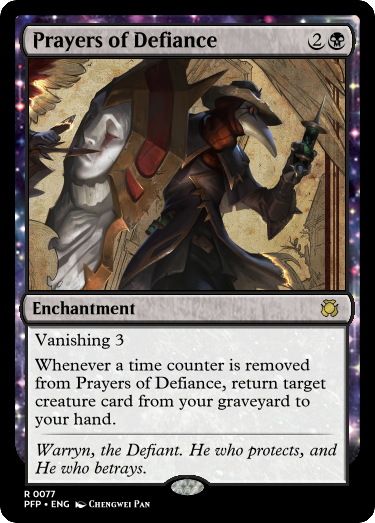 Prayers of Defiance 2
Enchantment
Vanishing 3
Whenever a time counter is removed
from Prayers of Defiance, return target
creature card from your graveyard to
your hand.
Warryn, the Defiant. He who protects, and
He who betrays.
R 0077
PFP • ENG Chengwei Pan